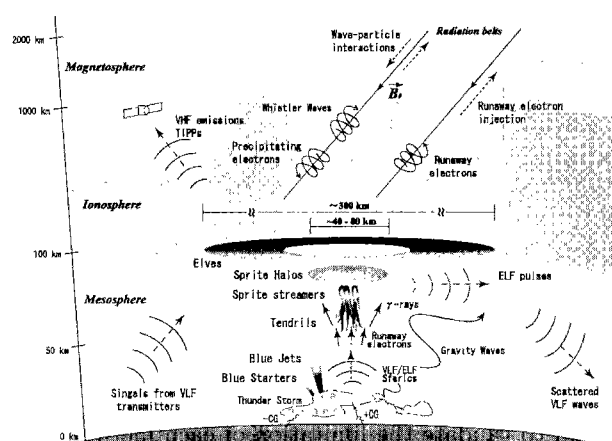 2000 km
Magnetosphere
1000 km
VHF emissions
TIPPs
Wave-particle
interactions
Radiation belts
Whistler Waves
Precipitating
electrons
Runaway electron
injection
Runaway
electrons
~300 km
~40 - 80 km
Ionosphere
100 km
Elves
Sprite Halos
Sprite streamers
ELF pulses
γ-rays
Mesosphere
Tendrils
Runaway
electrons
50 km
Blue Jets
Gravity Waves
Blue Starters
VLF/ELF
Sferics
Singals from VLF
transmitters
Thunder Storm
Scattered
VLF waves
-CG
+CG
0 km